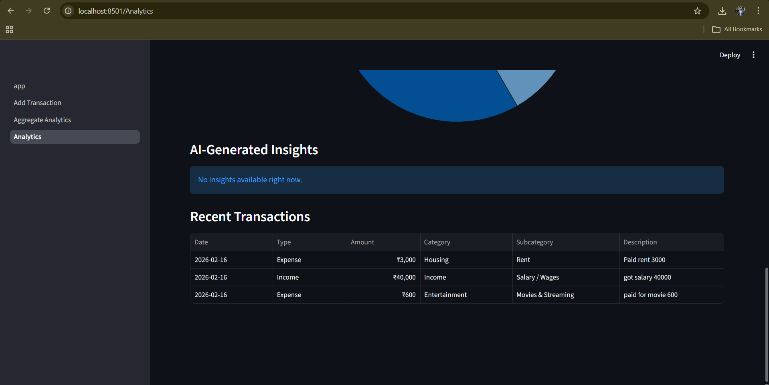 localhost:8501/Analytics
All Bookmarks
Deploy
app
Add Transaction
Aggregate Analytics
Analytics
AI-Generated Insights
No insights available right now.
Recent Transactions
Date Type Amount Category Subcategory Description
2026-02-16 Expense ₹3,000 Housing Rent Paid rent 3000
2026-02-16 Income ₹40,000 Income Salary / Wages got salary 40000
2026-02-16 Expense ₹600 Entertainment Movies & Streaming paid for movie 600